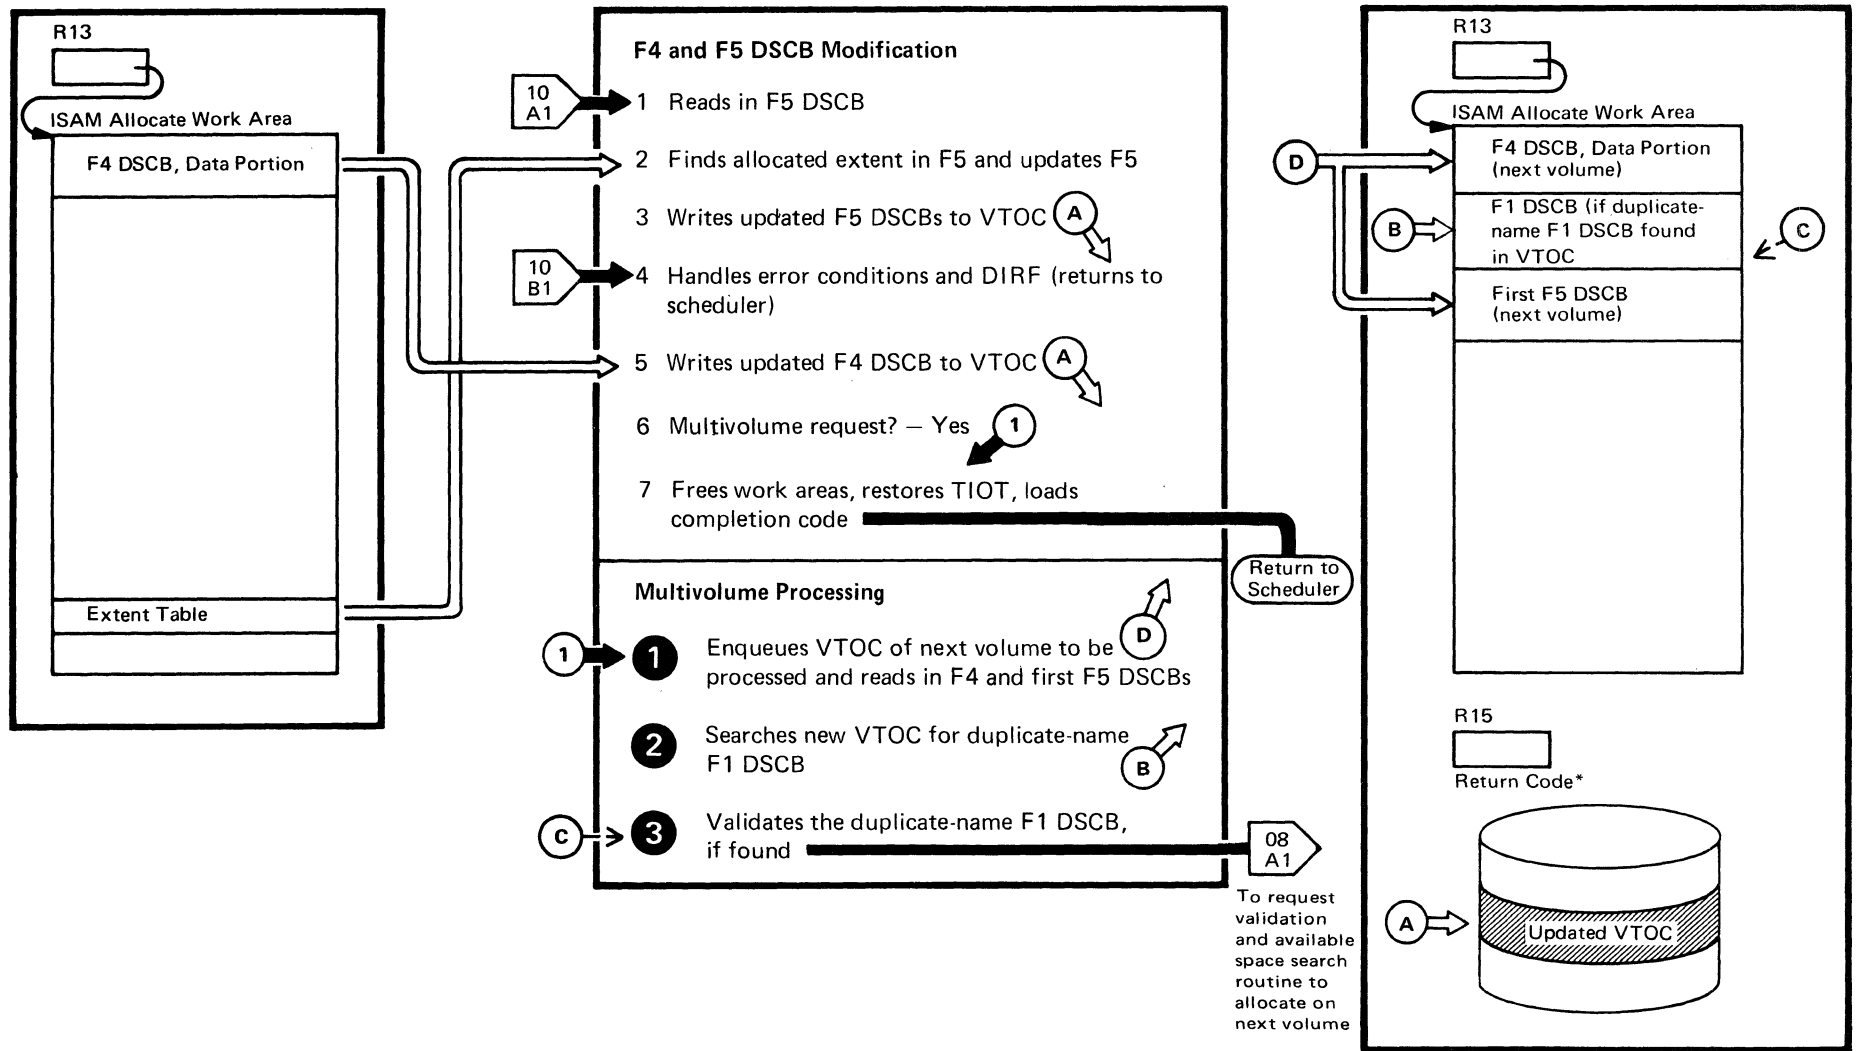 R13
ISAM Allocate Work Area
F4 DSCB, Data Portion
Extent Table
F4 and F5 DSCB Modification
10
A1
1 Reads in F5 DSCB
2 Finds allocated extent in F5 and updates F5
3 Writes updated F5 DSCBs to VTOC A
10
B1
4 Handles error conditions and DIRF (returns to
scheduler)
5 Writes updated F4 DSCB to VTOC A
6 Multivolume request? — Yes 1
7 Frees work areas, restores TIOT, loads
completion code
Return to
Scheduler
Multivolume Processing
D
1 1 Enqueues VTOC of next volume to be
processed and reads in F4 and first F5 DSCBs
2 Searches new VTOC for duplicate-name
F1 DSCB
B
C 3 Validates the duplicate-name F1 DSCB,
if found
08
A1
To request
validation
and available
space search
routine to
allocate on
next volume
R13
ISAM Allocate Work Area
D
F4 DSCB, Data Portion
(next volume)
B
F1 DSCB (if duplicate-
name F1 DSCB found
in VTOC
C
First F5 DSCB
(next volume)
R15
Return Code*
A
Updated VTOC